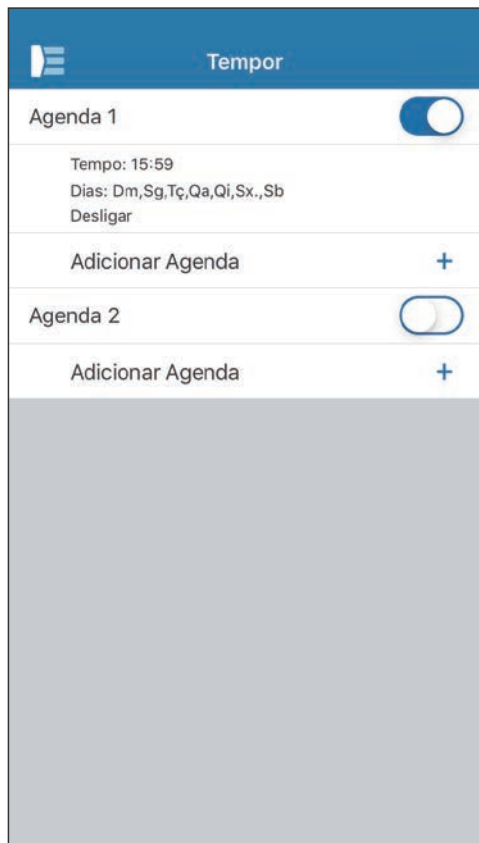 Tempor
Agenda 1
Tempo: 15:59
Dias: Dm,Sg,Tç,Qa,Qi,Sx.,Sb
Desligar
Adicionar Agenda +
Agenda 2
Adicionar Agenda +